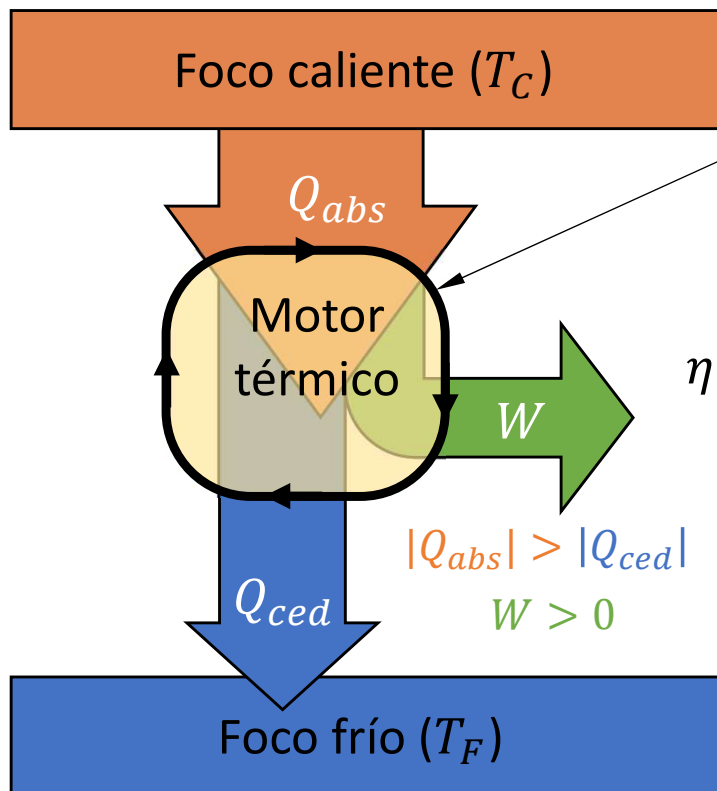 Foco caliente (T_C)
Q_abs
Motor
térmico
η
W
|Q_abs| > |Q_ced|
Q_ced
W > 0
Foco frío (T_F)